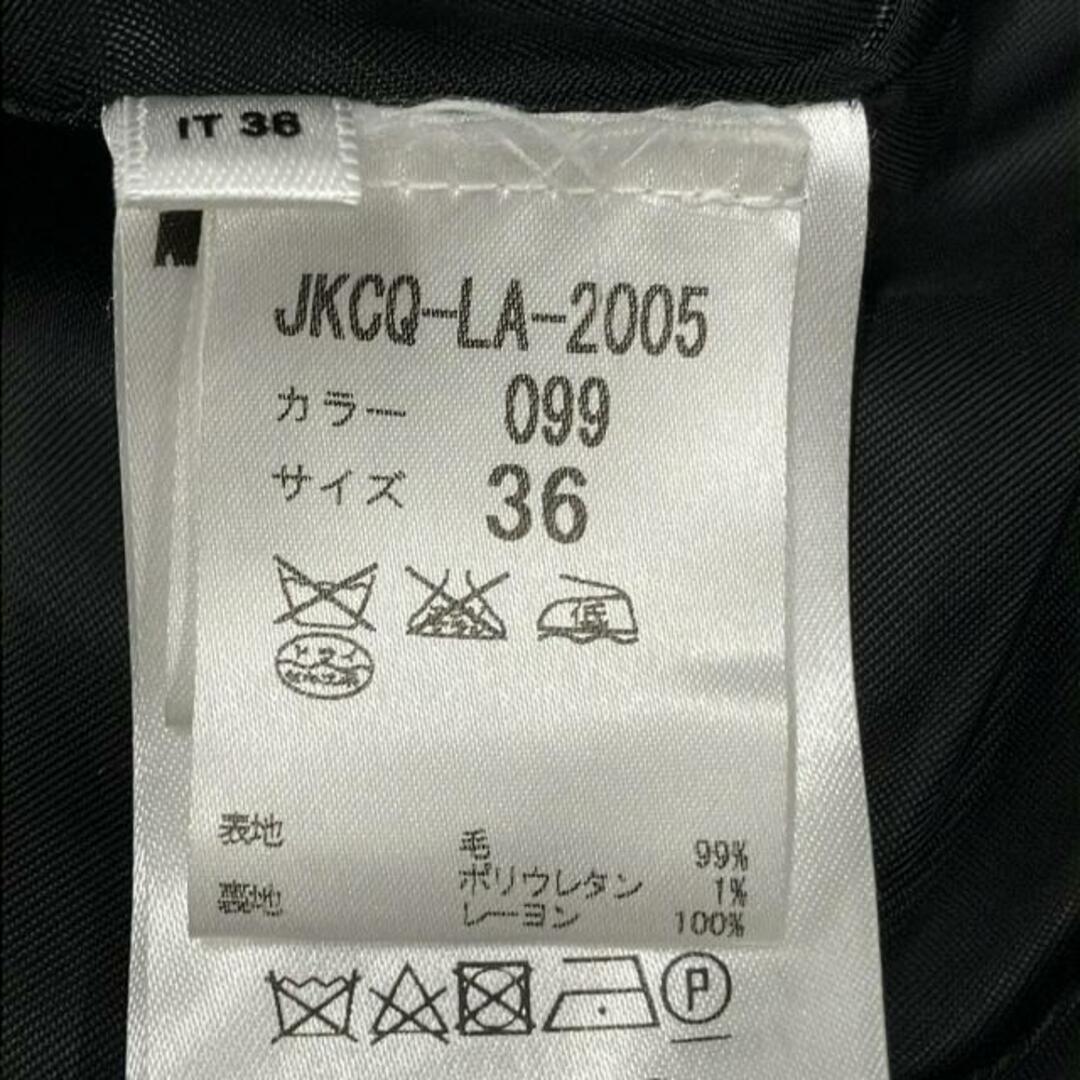 IT 36
JKCQ-LA-2005
カラー 099
サイズ 36
低
ドライ
表地 毛 99%
ポリウレタン 1%
裏地 レーヨン 100%
P